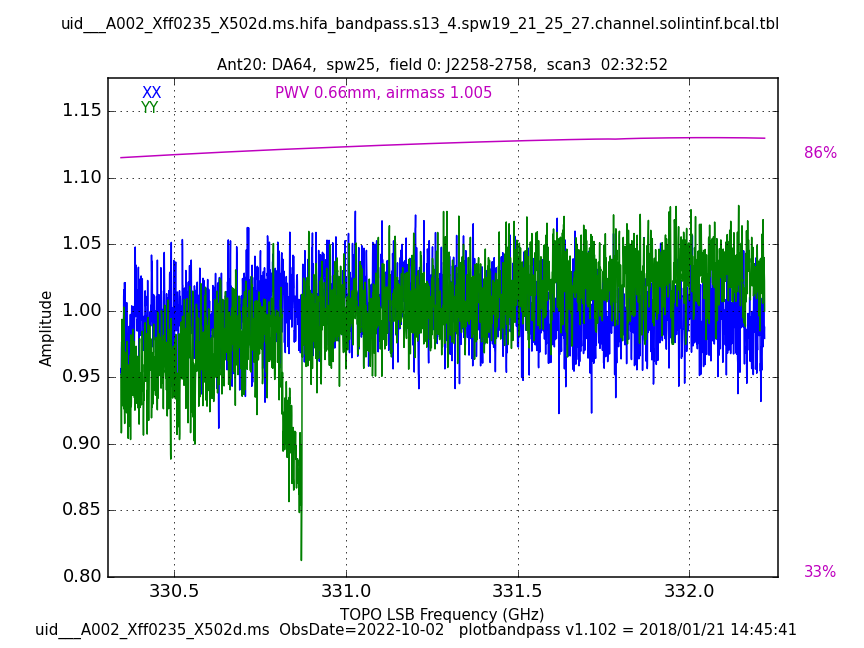 uid___A002_Xff0235_X502d.ms.hifa_bandpass.s13_4.spw19_21_25_27.channel.solintinf.bcal.tbl
Ant20: DA64, spw25, field 0: J2258-2758, scan3 02:32:52
XX
PWV 0.66mm, airmass 1.005
YY
1.15
86%
1.10
1.05
1.00
Amplitude
0.95
0.90
0.85
0.80
33%
330.5
331.0
331.5
332.0
TOPO LSB Frequency (GHz)
uid___A002_Xff0235_X502d.ms ObsDate=2022-10-02 plotbandpass v1.102 = 2018/01/21 14:45:41